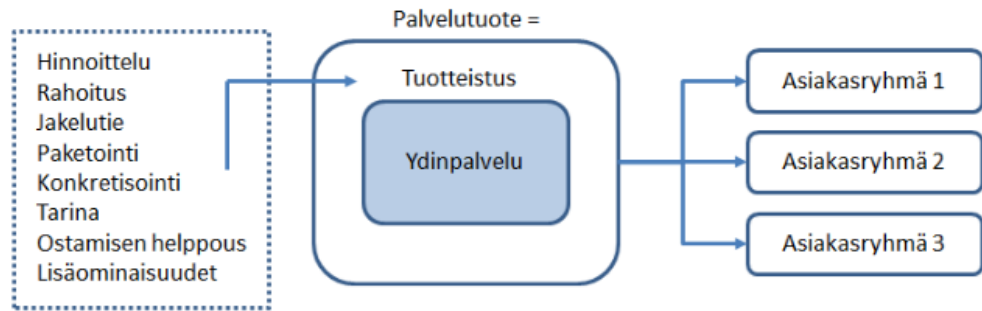 Palvelutuote =
Hinnoittelu
Rahoitus
Jakelutie
Paketointi
Konkretisointi
Tarina
Ostamisen helppous
Lisäominaisuudet
Tuotteistus
Ydinpalvelu
Asiakasryhmä 1
Asiakasryhmä 2
Asiakasryhmä 3